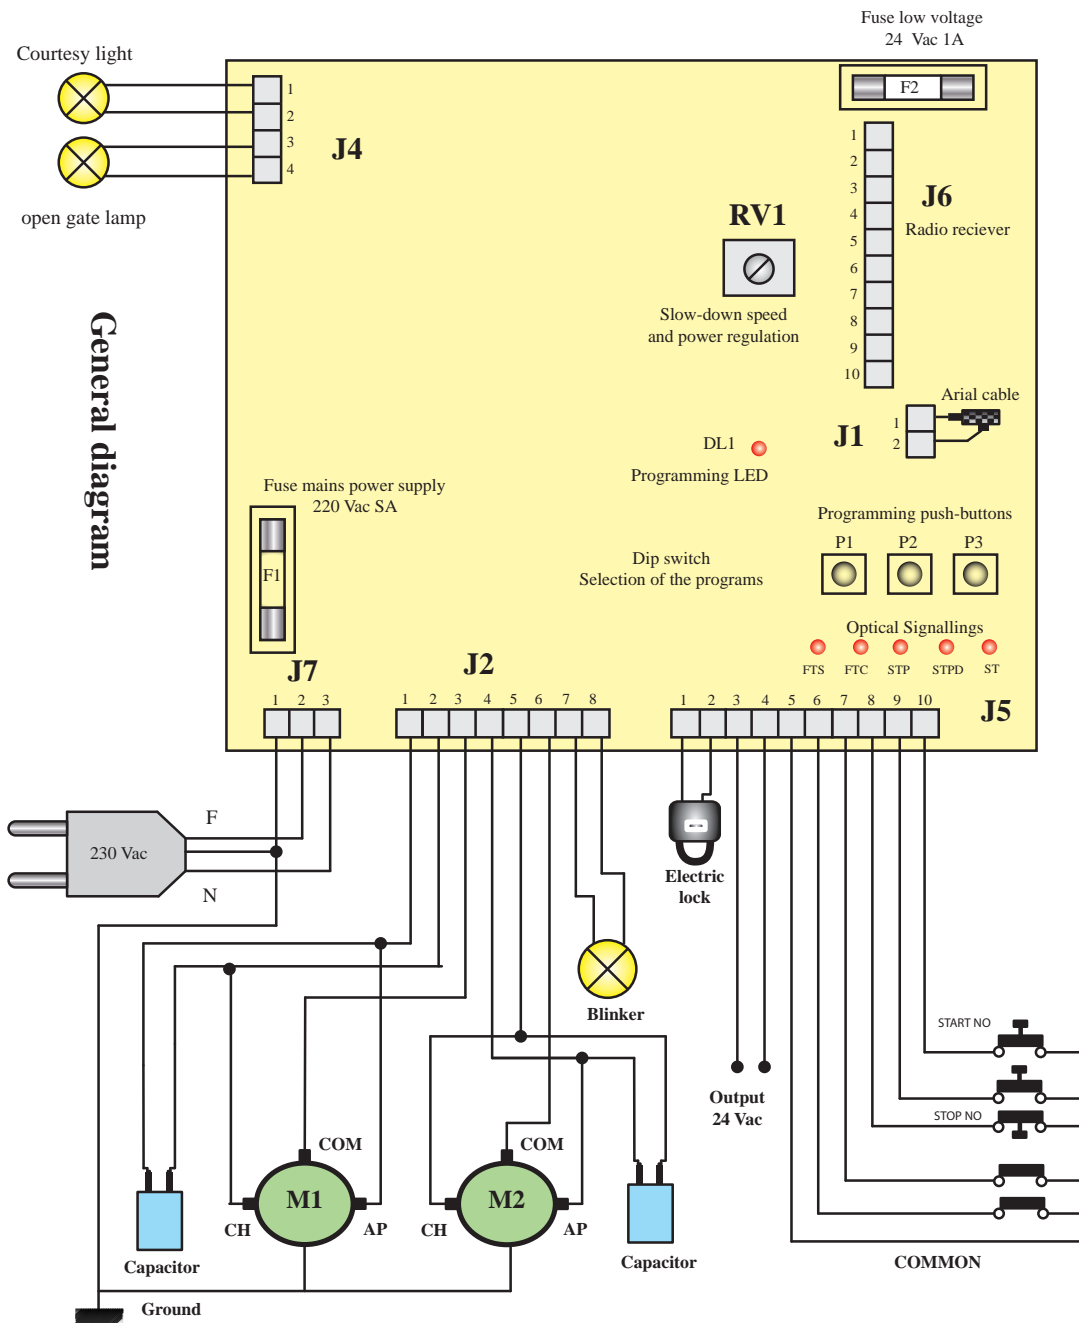 Fuse low voltage
24 Vac 1A
Courtesy light
F2
1
2
3
4
J4
open gate lamp
1
2
3
4
5
6
7
8
9
10
J6
Radio reciever
RV1
Slow-down speed
and power regulation
General diagram
Arial cable
J1
1
2
DL1
Programming LED
Fuse mains power supply
220 Vac SA
F1
Programming push-buttons
P1 P2 P3
Dip switch
Selection of the programs
Optical Signallings
FTS FTC STP STPD ST
J7
1 2 3
J2
1 2 3 4 5 6 7 8
J5
1 2 3 4 5 6 7 8 9 10
F
230 Vac
N
Electric
lock
Blinker
START NO
Output
24 Vac
STOP NO
COM
M1
CH
AP
COM
M2
CH
AP
Capacitor
Capacitor
COMMON
Ground